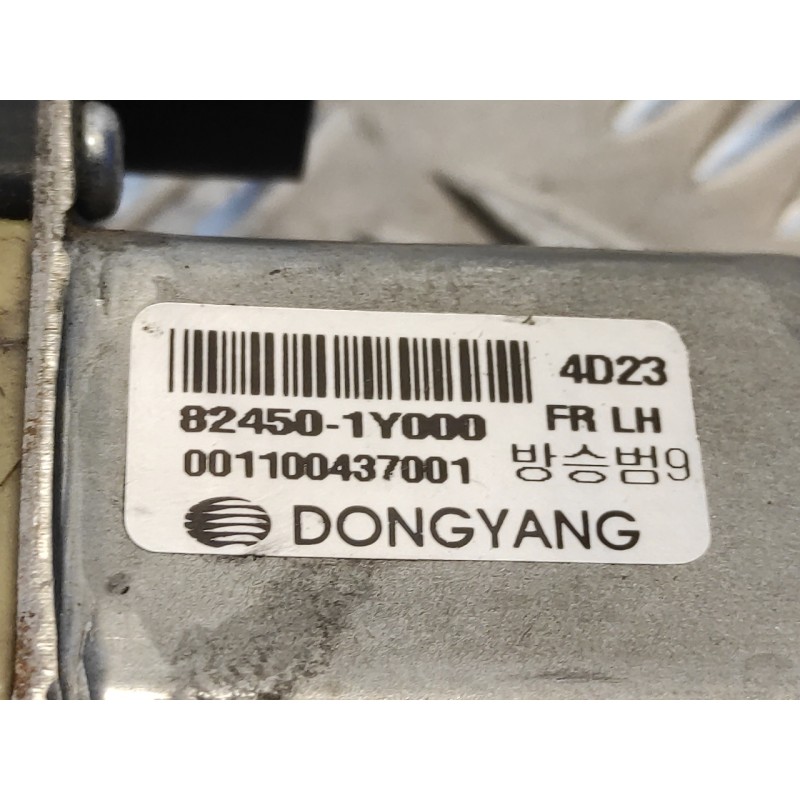 4D23
82450-1Y000 FR LH
001100437001 방승범9
DONGYANG